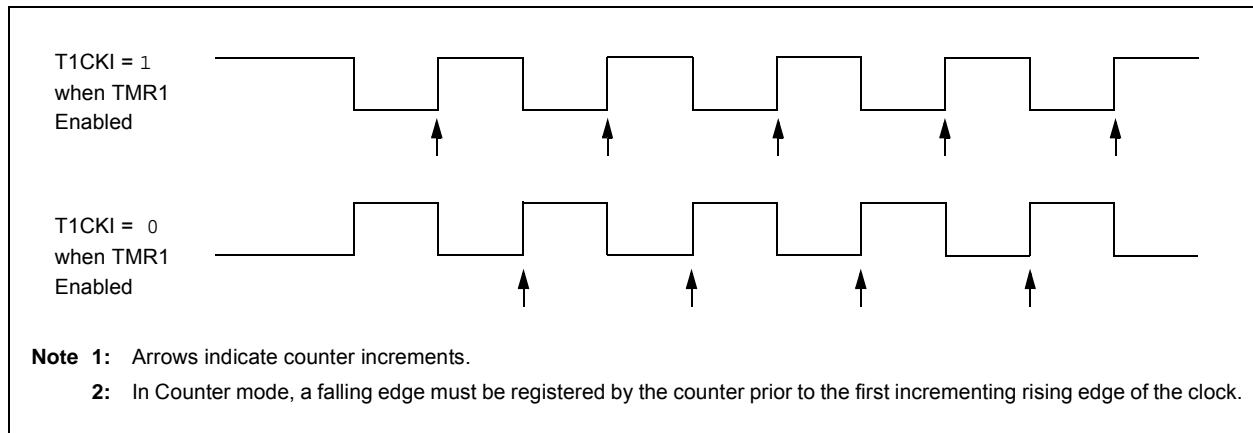 T1CKI = 1
when TMR1
Enabled
T1CKI = 0
when TMR1
Enabled
Note 1: Arrows indicate counter increments.
2: In Counter mode, a falling edge must be registered by the counter prior to the first incrementing rising edge of the clock.